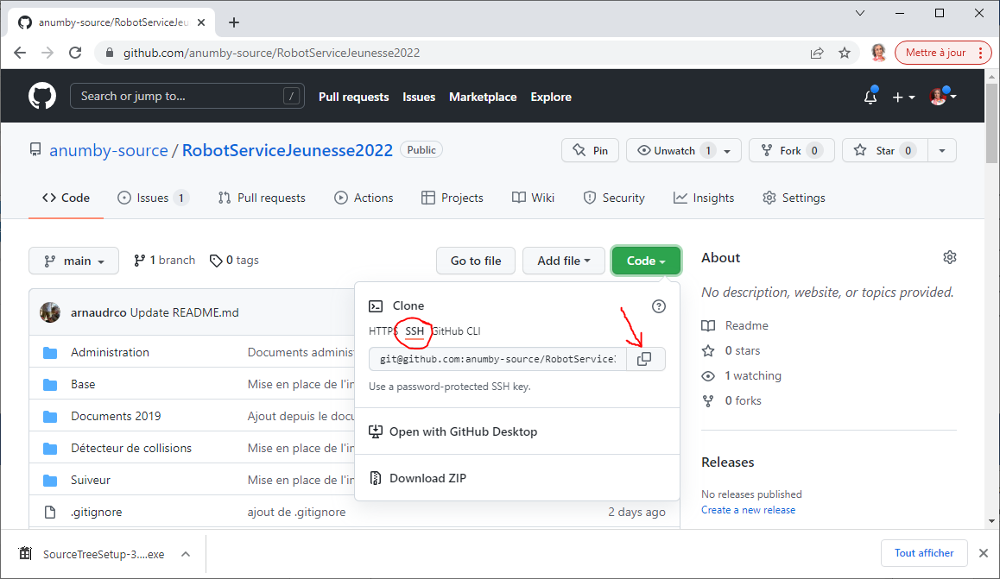 anumby-source/RobotServiceJeu
github.com/anumby-source/RobotServiceJeunesse2022
Mettre à jour
Search or jump to...
/
Pull requests Issues Marketplace Explore
anumby-source / RobotServiceJeunesse2022 Public
Pin
Unwatch 1
Fork 0
Star 0
Code
Issues 1
Pull requests
Actions
Projects
Wiki
Security
Insights
Settings
main
1 branch
0 tags
Go to file
Add file
Code
arnaudrco Update README.md
Administration Documents adminis
Base Mise en place de l'i
Documents 2019 Ajout depuis le docu
Détecteur de collisions Mise en place de l'i
Suiveur Mise en place de l'i
.gitignore ajout de .gitignore 2 days ago
Clone
HTTPS SSH GitHub CLI
git@github.com:anumby-source/RobotService
Use a password-protected SSH key.
Open with GitHub Desktop
Download ZIP
About
No description, website, or topics provided.
Readme
0 stars
1 watching
0 forks
Releases
No releases published
Create a new release
SourceTreeSetup-3....exe
Tout afficher